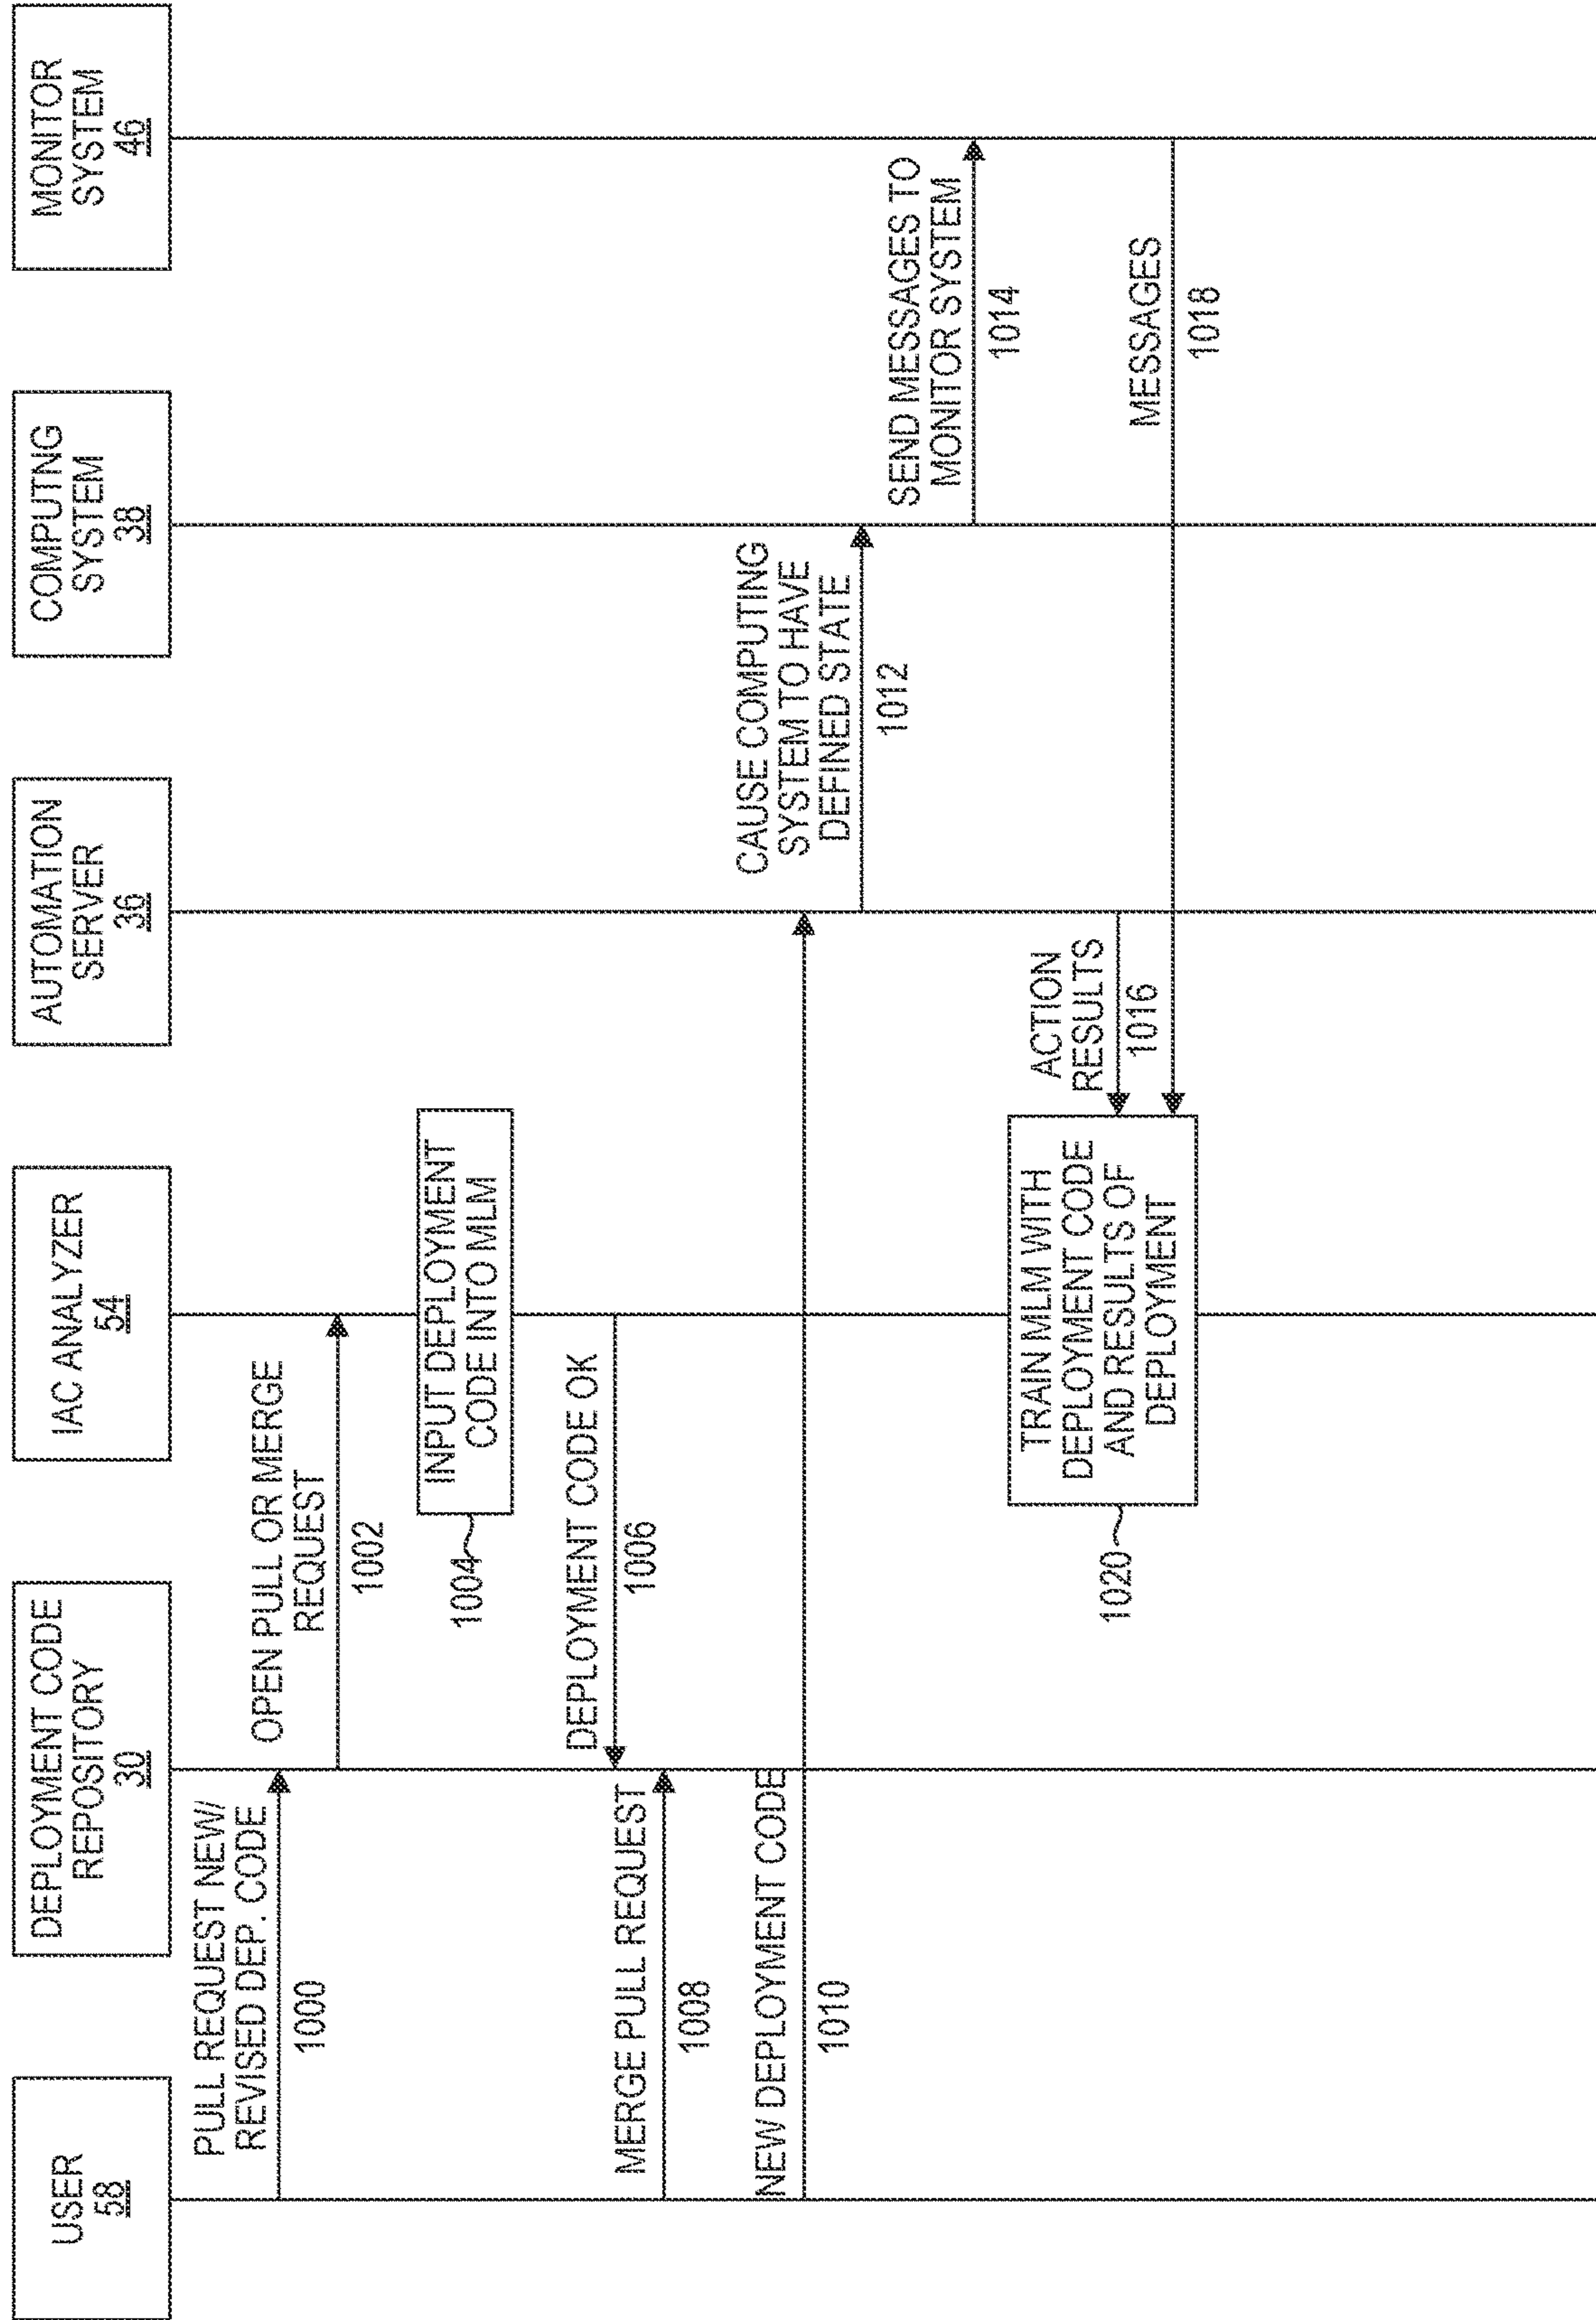 USER
58
DEPLOYMENT CODE
REPOSITORY
30
IAC ANALYZER
54
AUTOMATION
SERVER
36
COMPUTING
SYSTEM
38
MONITOR
SYSTEM
46
PULL REQUEST NEW/
REVISED DEP. CODE
1000
OPEN PULL OR MERGE
REQUEST
1002
INPUT DEPLOYMENT
CODE INTO MLM
1004
DEPLOYMENT CODE OK
1006
MERGE PULL REQUEST
1008
NEW DEPLOYMENT CODE
1010
CAUSE COMPUTING
SYSTEM TO HAVE
DEFINED STATE
1012
SEND MESSAGES TO
MONITOR SYSTEM
1014
ACTION
RESULTS
1016
MESSAGES
1018
TRAIN MLM WITH
DEPLOYMENT CODE
AND RESULTS OF
DEPLOYMENT
1020